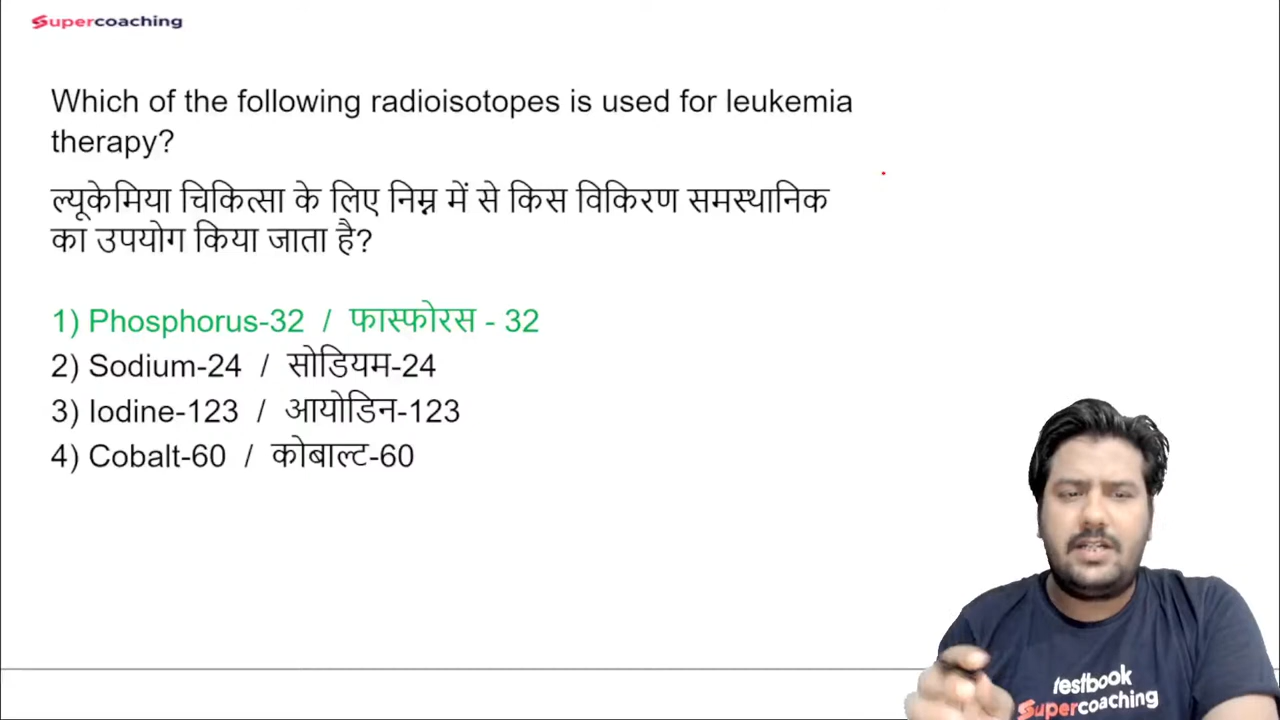 Supercoaching
Which of the following radioisotopes is used for leukemia
therapy?
ल्यूकेमिया चिकित्सा के लिए निम्न में से किस विकिरण समस्थानिक
का उपयोग किया जाता है?
1) Phosphorus-32 / फास्फोरस - 32
2) Sodium-24 / सोडियम-24
3) Iodine-123 / आयोडिन-123
4) Cobalt-60 / कोबाल्ट-60
testbook
Supercoaching